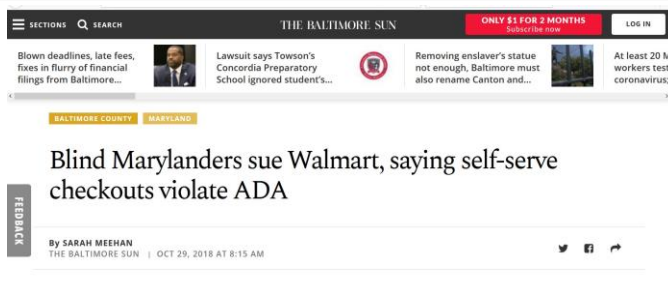 SECTIONS SEARCH THE BALTIMORE SUN ONLY $1 FOR 2 MONTHS
Subscribe now
LOG IN
Blown deadlines, late fees,
fixes in flurry of financial
filings from Baltimore...
Lawsuit says Towson's
Concordia Preparatory
School ignored student's...
Removing enslaver's statue
not enough, Baltimore must
also rename Canton and...
At least 20 M
workers test
coronavirus;
BALTIMORE COUNTY MARYLAND
Blind Marylanders sue Walmart, saying self-serve
checkouts violate ADA
FEEDBACK
By SARAH MEEHAN
THE BALTIMORE SUN | OCT 29, 2018 AT 8:15 AM